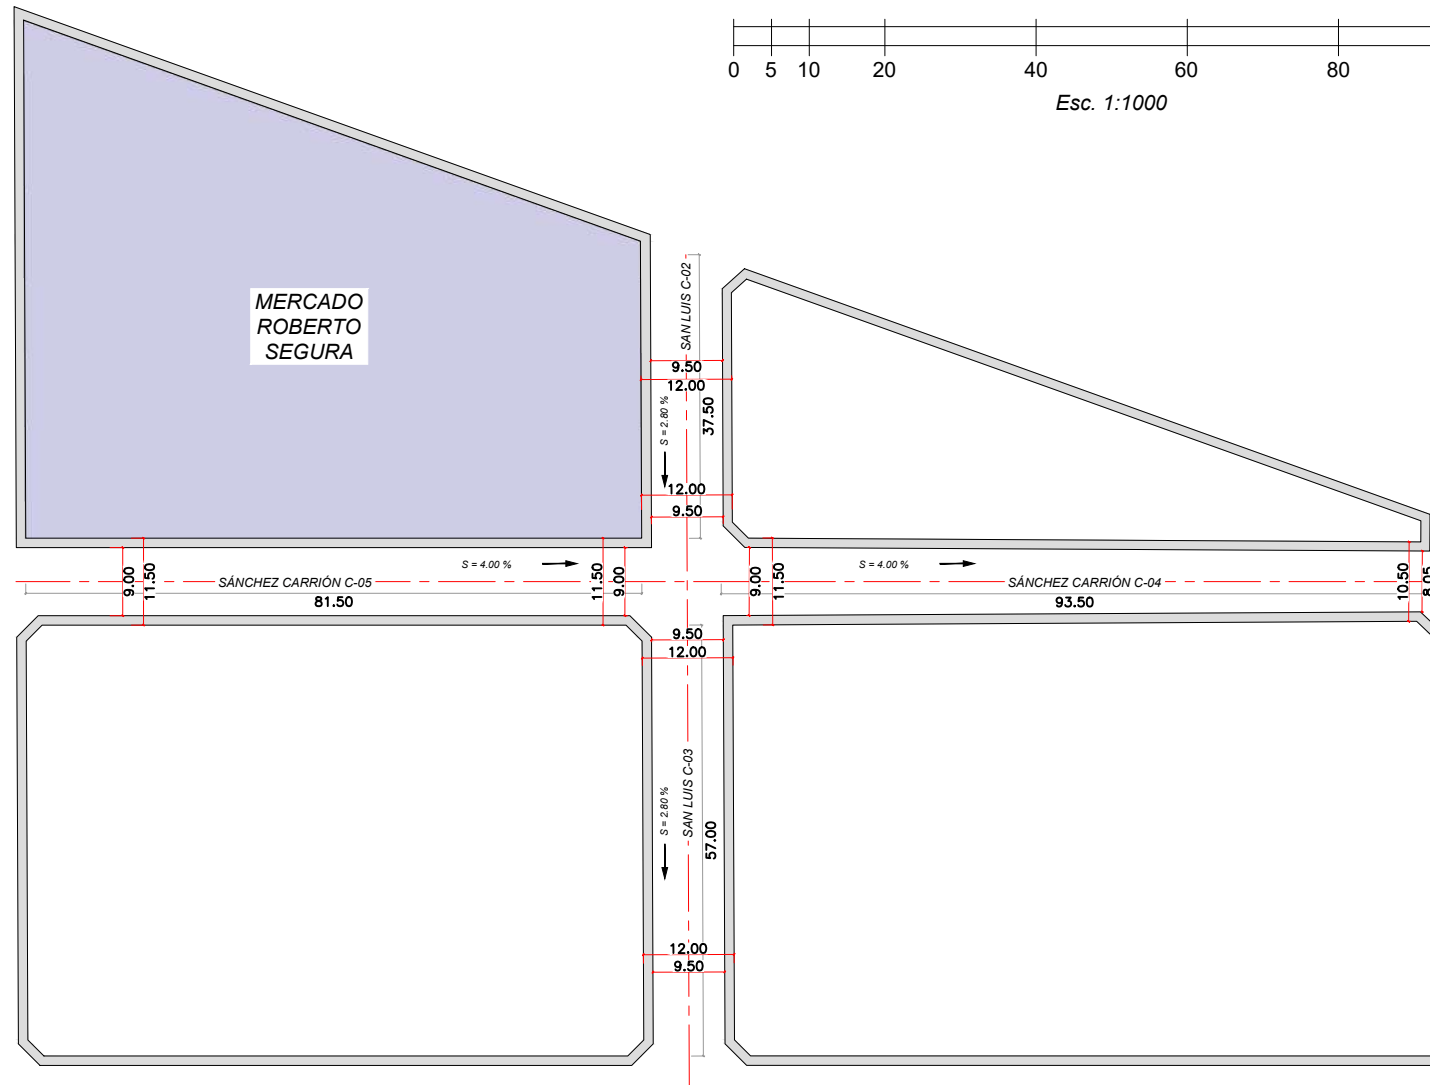 0 5 10 20 40 60 80
Esc. 1:1000
MERCADO
ROBERTO
SEGURA
SAN LUIS C-02
9.50
12.00
37.50
S = 2.80 %
12.00
9.50
9.00
11.50
SÁNCHEZ CARRIÓN C-05
81.50
S = 4.00 %
11.50
9.00
9.00
11.50
S = 4.00 %
SÁNCHEZ CARRIÓN C-04
93.50
10.50
8.05
9.50
12.00
SAN LUIS C-03
S = 2.80 %
57.00
12.00
9.50